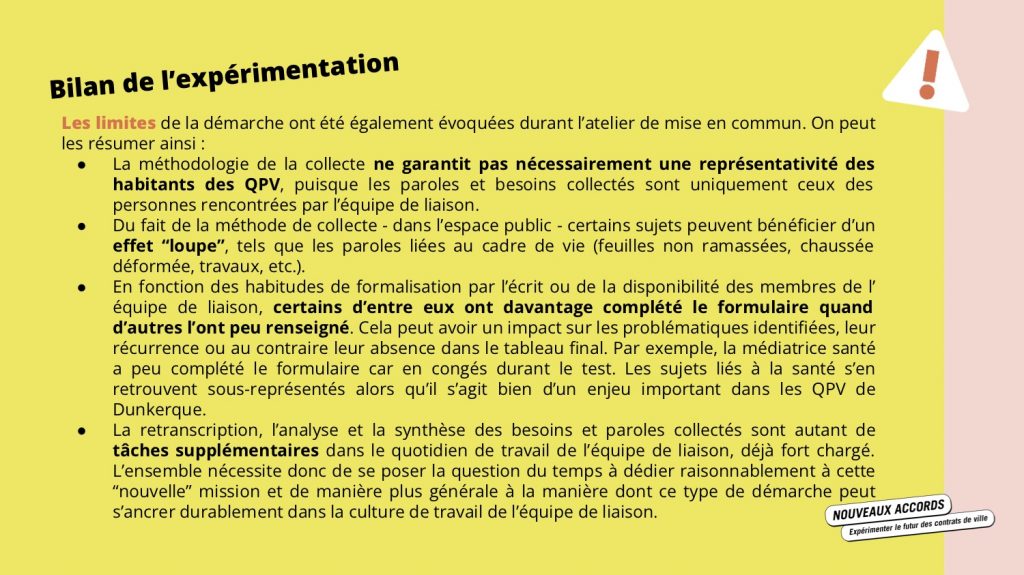 Bilan de l’expérimentation
Les limites de la démarche ont été également évoquées durant l’atelier de mise en commun. On peut
les résumer ainsi :
● La méthodologie de la collecte ne garantit pas nécessairement une représentativité des
habitants des QPV, puisque les paroles et besoins collectés sont uniquement ceux des
personnes rencontrées par l’équipe de liaison.
● Du fait de la méthode de collecte - dans l’espace public - certains sujets peuvent bénéficier d’un
effet “loupe”, tels que les paroles liées au cadre de vie (feuilles non ramassées, chaussée
déformée, travaux, etc.).
● En fonction des habitudes de formalisation par l’écrit ou de la disponibilité des membres de l’
équipe de liaison, certains d’entre eux ont davantage complété le formulaire quand
d’autres l’ont peu renseigné. Cela peut avoir un impact sur les problématiques identifiées, leur
récurrence ou au contraire leur absence dans le tableau final. Par exemple, la médiatrice santé
a peu complété le formulaire car en congés durant le test. Les sujets liés à la santé s’en
retrouvent sous-représentés alors qu’il s’agit bien d’un enjeu important dans les QPV de
Dunkerque.
● La retranscription, l’analyse et la synthèse des besoins et paroles collectés sont autant de
tâches supplémentaires dans le quotidien de travail de l’équipe de liaison, déjà fort chargé.
L’ensemble nécessite donc de se poser la question du temps à dédier raisonnablement à cette
“nouvelle” mission et de manière plus générale à la manière dont ce type de démarche peut
s’ancrer durablement dans la culture de travail de l’équipe de liaison.
!
NOUVEAUX ACCORDS
Expérimenter le futur des contrats de ville